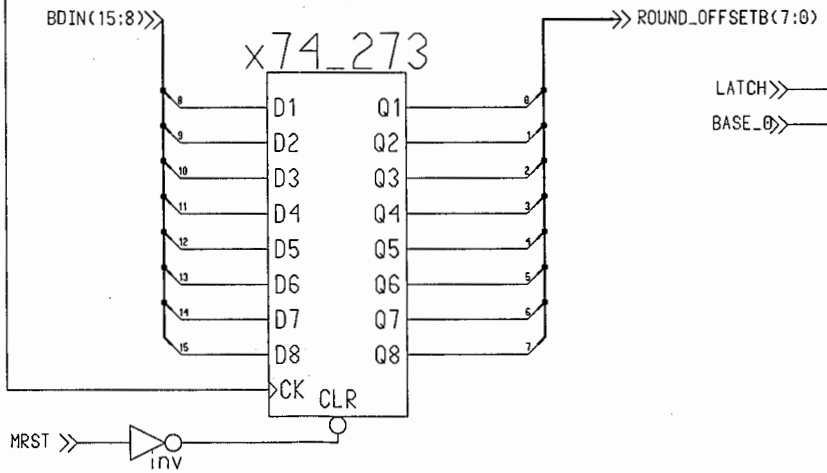 BDIN(15:8)
ROUND_OFFSETB(7:0)
x74_273
LATCH
BASE_0
8 D1 Q1 0
9 D2 Q2 1
10 D3 Q3 2
11 D4 Q4 3
12 D5 Q5 4
13 D6 Q6 5
14 D7 Q7 6
15 D8 Q8 7
CK
CLR
MRST
inv